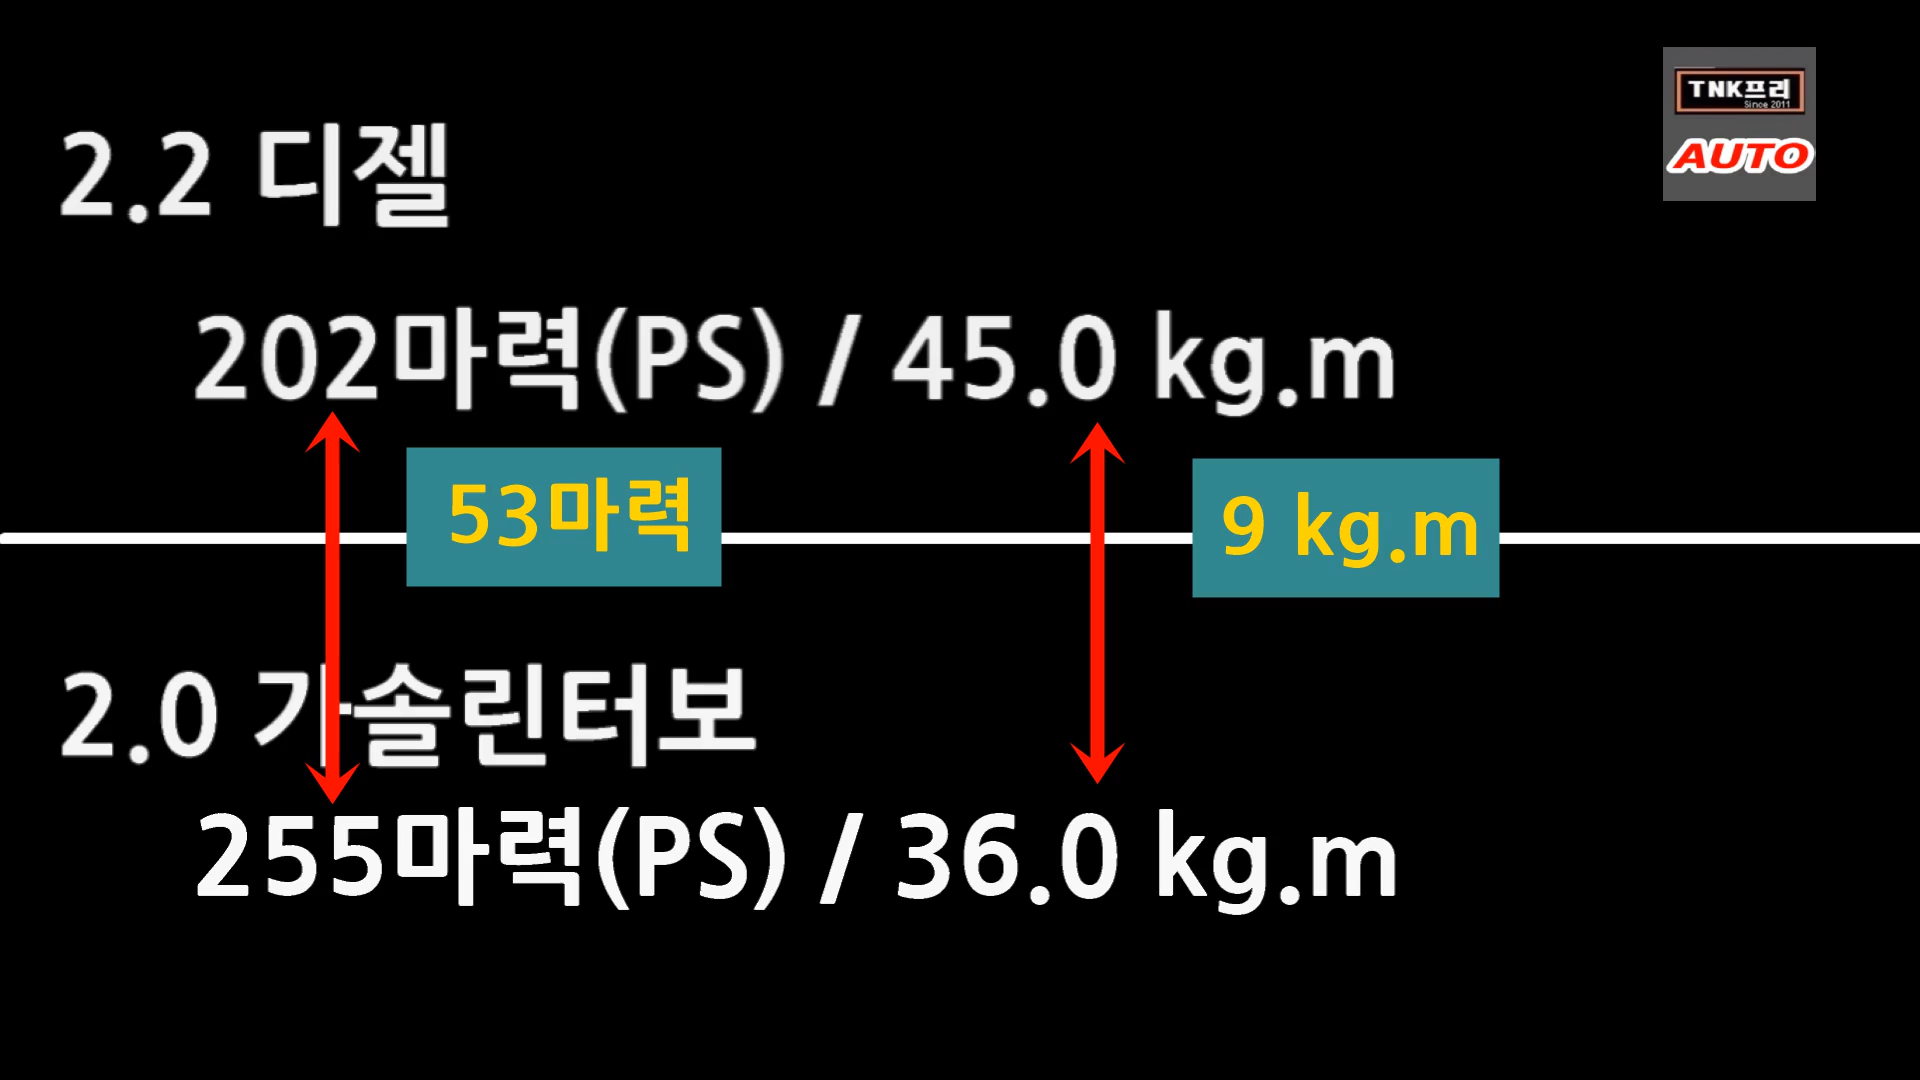 TNK프리
Since 2011
AUTO
2.2 디젤
202마력(PS) / 45.0 kg.m
53마력
9 kg.m
2.0 가솔린터보
255마력(PS) / 36.0 kg.m